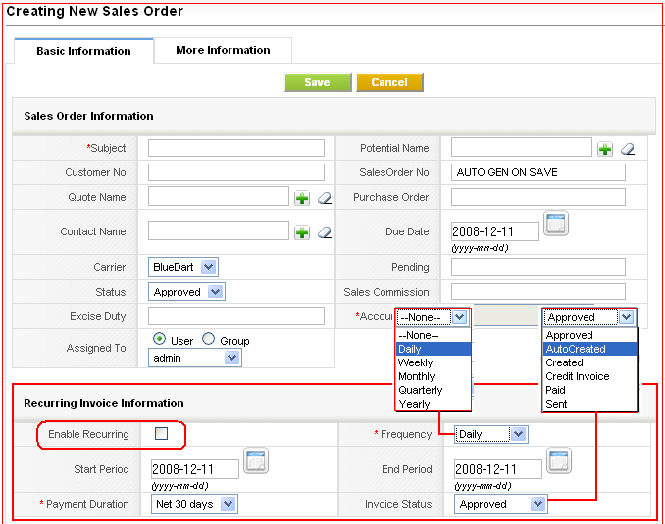 Creating New Sales Order
Basic Information More Information
Save Cancel
Sales Order Information
*Subject Potential Name
Customer No SalesOrder No AUTO GEN ON SAVE
Quote Name Purchase Order
Contact Name Due Date 2008-12-11
(yyyy-mm-dd)
Carrier BlueDart Pending
Status Approved Sales Commission
Excise Duty
Assigned To User Group
admin
--None--
--None--
Daily
Weekly
Monthly
Quarterly
Yearly
Approved
Approved
AutoCreated
Created
Credit Invoice
Paid
Sent
Recurring Invoice Information
Enable Recurring * Frequency Daily
Start Period 2008-12-11 End Period 2008-12-11
(yyyy-mm-dd) (yyyy-mm-dd)
* Payment Duration Net 30 days Invoice Status Approved